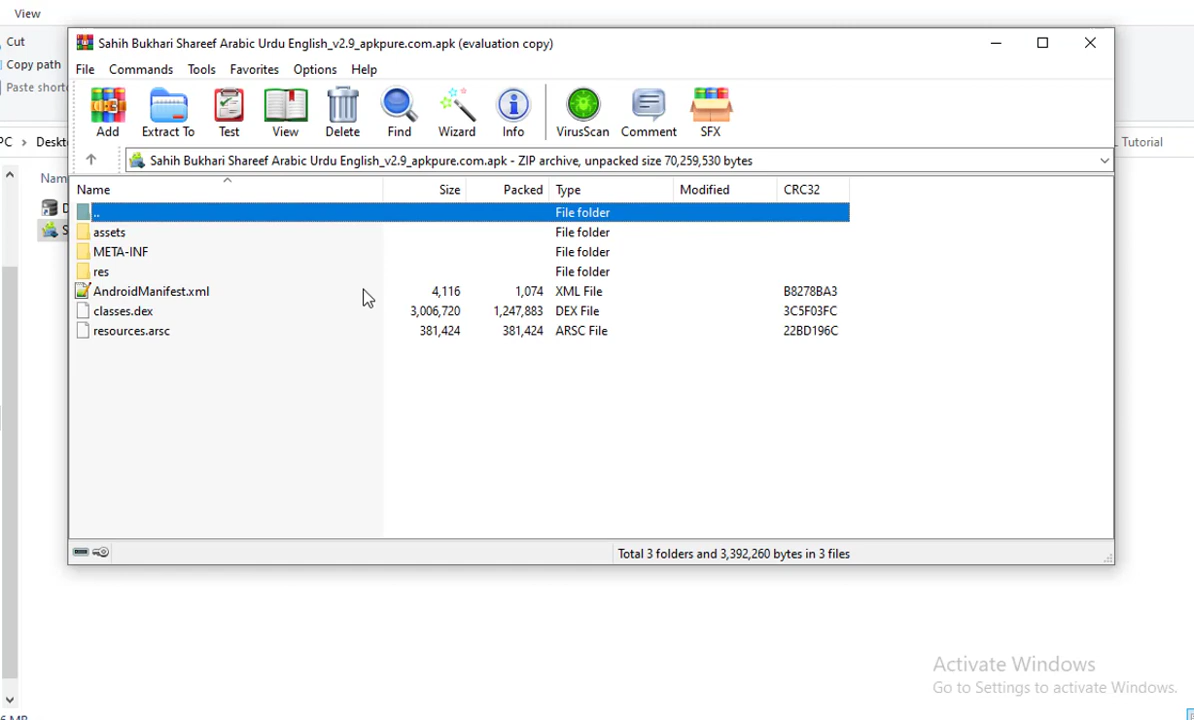 View
Cut
Copy path
Paste short
PC > Deskt
Tutorial
Nam
Sahih Bukhari Shareef Arabic Urdu English_v2.9_apkpure.com.apk (evaluation copy)
File Commands Tools Favorites Options Help
Add Extract To Test View Delete Find Wizard Info VirusScan Comment SFX
Sahih Bukhari Shareef Arabic Urdu English_v2.9_apkpure.com.apk - ZIP archive, unpacked size 70,259,530 bytes
Name Size Packed Type Modified CRC32
.. File folder
assets File folder
META-INF File folder
res File folder
AndroidManifest.xml 4,116 1,074 XML File B8278BA3
classes.dex 3,006,720 1,247,883 DEX File 3C5F03FC
resources.arsc 381,424 381,424 ARSC File 22BD196C
Total 3 folders and 3,392,260 bytes in 3 files
Activate Windows
Go to Settings to activate Windows.